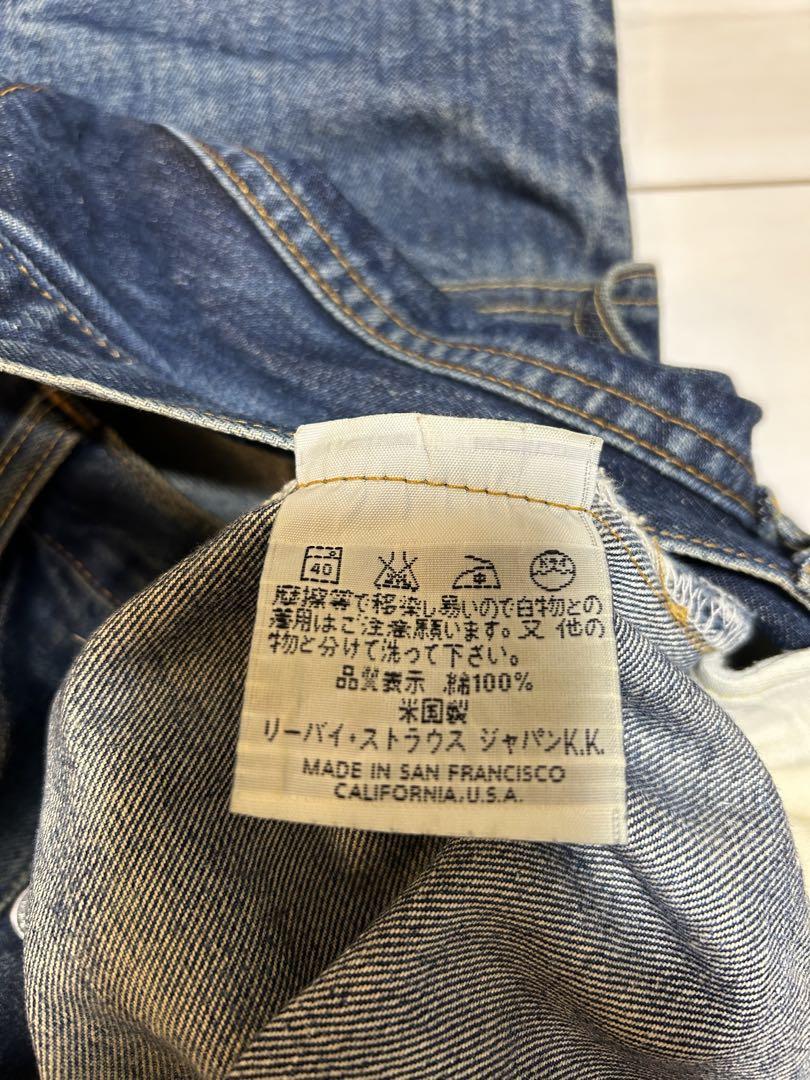 40
摩擦等で移染し易いので白物との
着用はご注意願います。又 他の
物と分けて洗って下さい。
品質表示 綿100%
米国製
リーバイ・ストラウス ジャパンK.K.
MADE IN SAN FRANCISCO
CALIFORNIA.U.S.A.